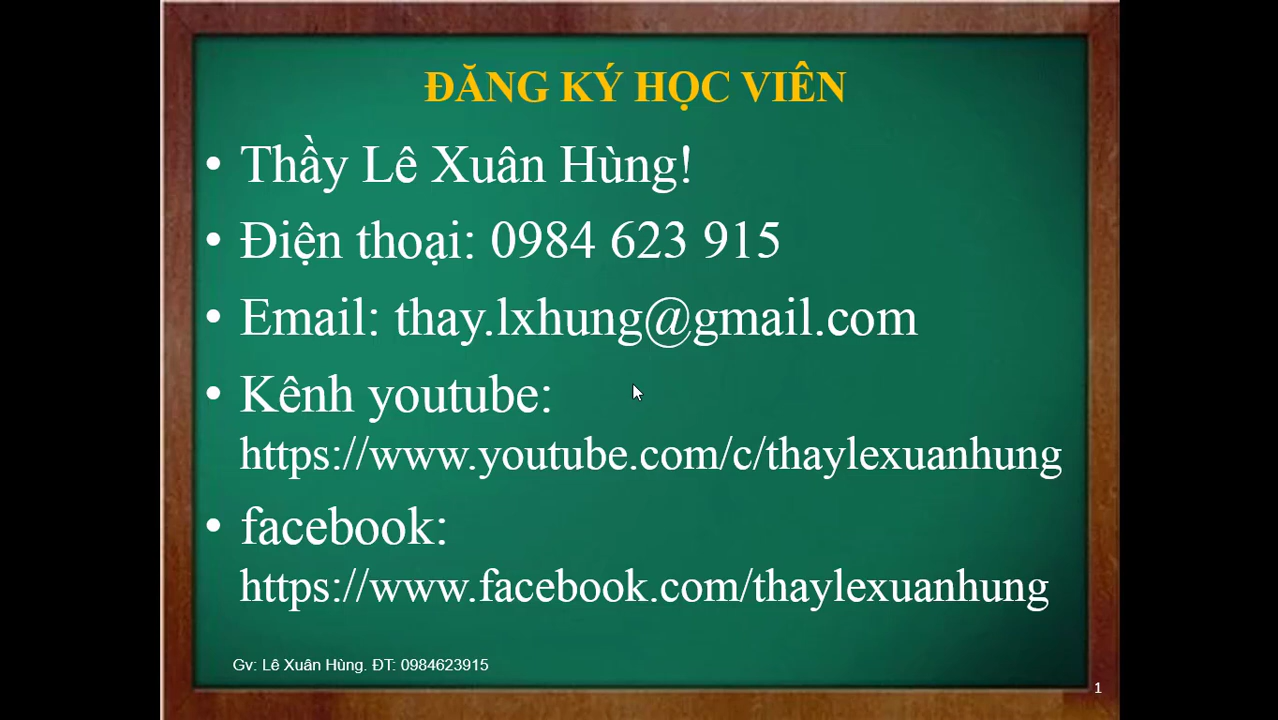 ĐĂNG KÝ HỌC VIÊN
• Thầy Lê Xuân Hùng!
• Điện thoại: 0984 623 915
• Email: thay.lxhung@gmail.com
• Kênh youtube:
https://www.youtube.com/c/thaylexuanhung
• facebook:
https://www.facebook.com/thaylexuanhung
Gv: Lê Xuân Hùng. ĐT: 0984623915
1